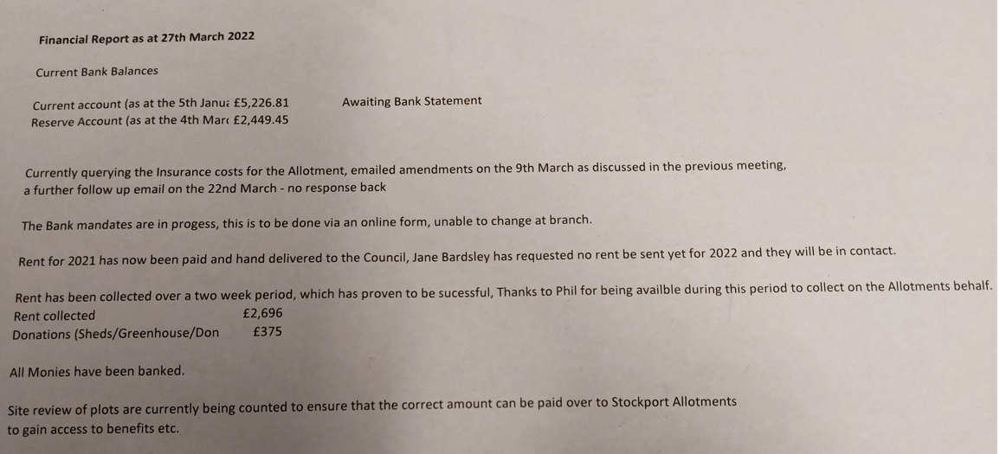 Financial Report as at 27th March 2022
Current Bank Balances
Current account (as at the 5th Janua £5,226.81 Awaiting Bank Statement
Reserve Account (as at the 4th Marc £2,449.45
Currently querying the Insurance costs for the Allotment, emailed amendments on the 9th March as discussed in the previous meeting,
a further follow up email on the 22nd March - no response back
The Bank mandates are in progess, this is to be done via an online form, unable to change at branch.
Rent for 2021 has now been paid and hand delivered to the Council, Jane Bardsley has requested no rent be sent yet for 2022 and they will be in contact.
Rent has been collected over a two week period, which has proven to be sucessful, Thanks to Phil for being availble during this period to collect on the Allotments behalf.
Rent collected £2,696
Donations (Sheds/Greenhouse/Don £375
All Monies have been banked.
Site review of plots are currently being counted to ensure that the correct amount can be paid over to Stockport Allotments
to gain access to benefits etc.